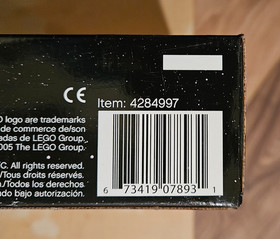 CE
Item: 4284997
O logo are trademarks
de commerce de/son
adas de LEGO Group.
005 The LEGO Group.
C. All rights reserved.
/Tous droits réservés.
/Todos los derechos
do bajo autorización.
6 73419 07893 1